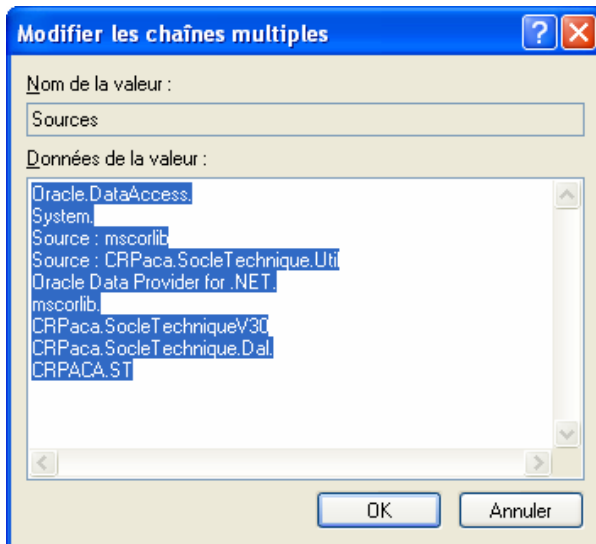 Modifier les chaînes multiples
Nom de la valeur :
Sources
Données de la valeur :
Oracle.DataAccess.
System.
Source : mscorlib
Source : CRPaca.SocleTechnique.Util
Oracle Data Provider for .NET.
mscorlib.
CRPaca.SocleTechniqueV30
CRPaca.SocleTechnique.Dal.
CRPACA.ST
OK
Annuler